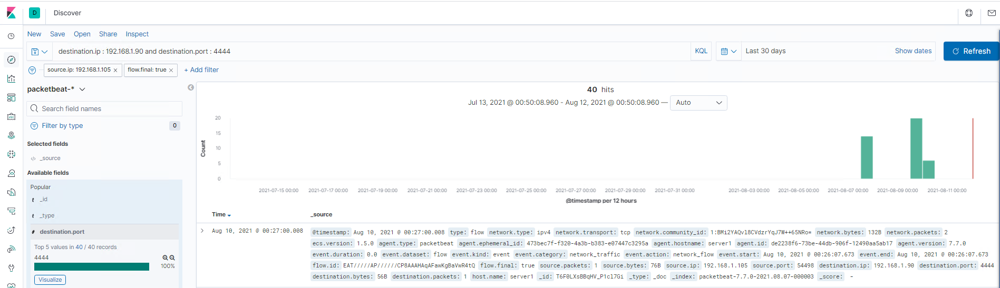 D Discover
New Save Open Share Inspect
destination.ip : 192.168.1.90 and destination.port : 4444 KQL Last 30 days Show dates Refresh
source.ip: 192.168.1.105 × flow.final: true × + Add filter
packetbeat-*
Search field names
Filter by type 0
Selected fields
</> _source
Available fields
Popular
t _id
t _type
# destination.port
Top 5 values in 40 / 40 records
4444
100%
Visualize
40 hits
Jul 13, 2021 @ 00:50:08.960 - Aug 12, 2021 @ 00:50:08.960 — Auto
20
15
10
5
0
Count
2021-07-15 00:00 2021-07-17 00:00 2021-07-19 00:00 2021-07-21 00:00 2021-07-23 00:00 2021-07-25 00:00 2021-07-27 00:00 2021-07-29 00:00 2021-07-31 00:00 2021-08-03 00:00 2021-08-05 00:00 2021-08-07 00:00 2021-08-09 00:00 2021-08-11 00:00
@timestamp per 12 hours
Time _source
Aug 10, 2021 @ 00:27:00.008 @timestamp: Aug 10, 2021 @ 00:27:00.008 type: flow network.type: ipv4 network.transport: tcp network.community_id: 1:BMi2YAQvl8CVdzrYqJ7W++65NRo= network.bytes: 132B network.packets: 2
ecs.version: 1.5.0 agent.type: packetbeat agent.ephemeral_id: 473bec7f-f320-4a3b-b383-e07447c3295a agent.hostname: server1 agent.id: de2238f6-73be-44db-906f-12490aa5ab17 agent.version: 7.7.0
event.duration: 0.0 event.dataset: flow event.kind: event event.category: network_traffic event.action: network_flow event.start: Aug 10, 2021 @ 00:26:07.673 event.end: Aug 10, 2021 @ 00:26:07.673
flow.id: EAT/////AP//////CP8AAAHAqAFawKgBaVwR4tQ flow.final: true source.packets: 1 source.bytes: 76B source.ip: 192.168.1.105 source.port: 54498 destination.ip: 192.168.1.90 destination.port: 4444
destination.bytes: 56B destination.packets: 1 host.name: server1 _id: T6F0LXsBBqHV_P1cl7Gi _type: _doc _index: packetbeat-7.7.0-2021.08.07-000003 _score: -